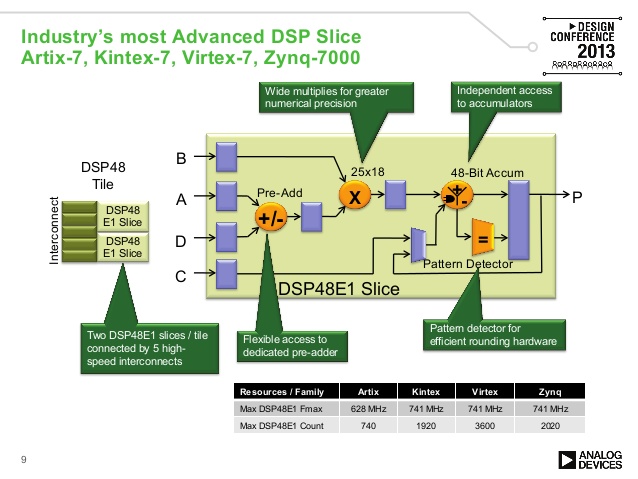 Industry's most Advanced DSP Slice
Artix-7, Kintex-7, Virtex-7, Zynq-7000
DESIGN
CONFERENCE
2013
Wide multiplies for greater
numerical precision
Independent access
to accumulators
DSP48
Tile
Interconnect
DSP48
E1 Slice
DSP48
E1 Slice
B
A
D
C
Pre-Add
+/-
25x18
X
48-Bit Accum
+
-
=
P
Pattern Detector
DSP48E1 Slice
Two DSP48E1 slices / tile
connected by 5 high-
speed interconnects
Flexible access to
dedicated pre-adder
Pattern detector for
efficient rounding hardware
Resources / Family Artix Kintex Virtex Zynq
Max DSP48E1 Fmax 628 MHz 741 MHz 741 MHz 741 MHz
Max DSP48E1 Count 740 1920 3600 2020
9
ANALOG
DEVICES